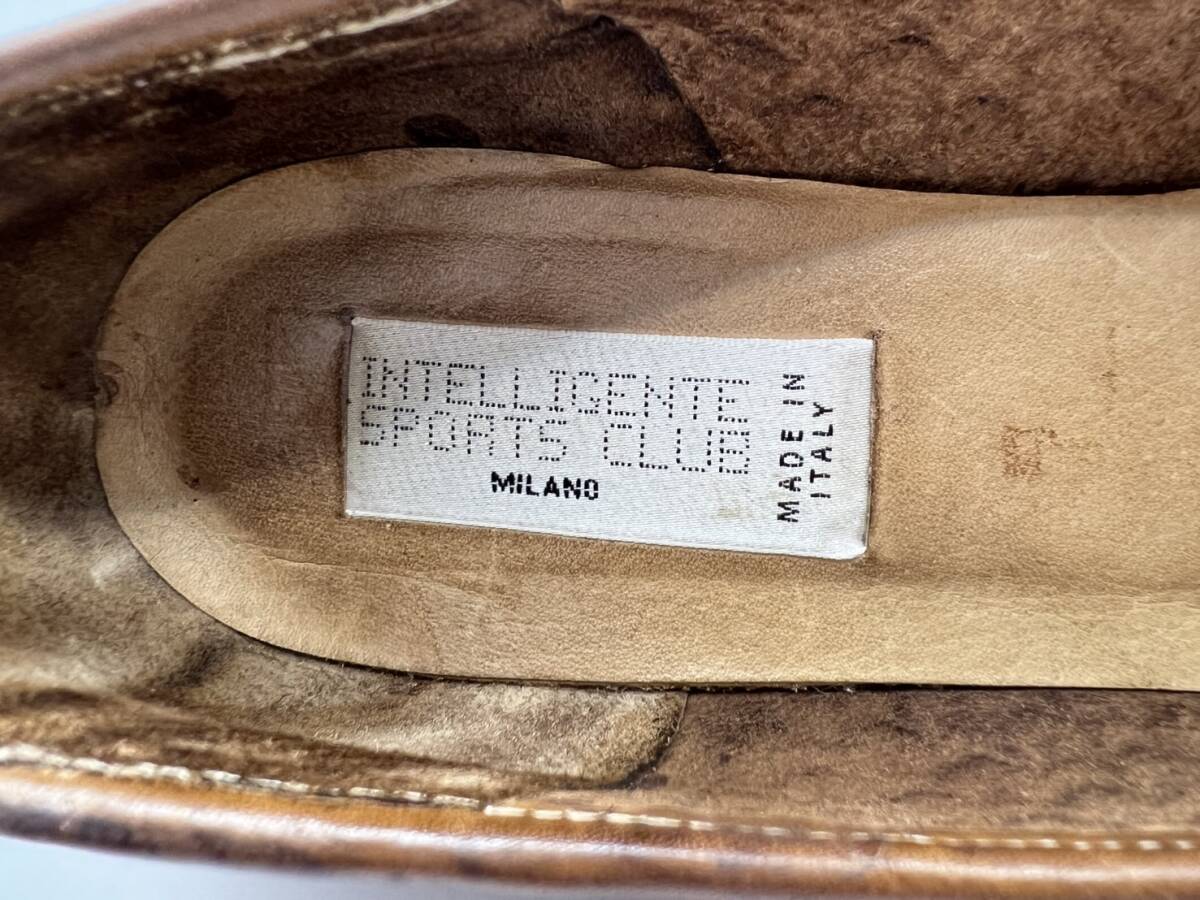 INTELLIGENTE
SPORTS CLUB
MILANO
MADE IN
ITALY